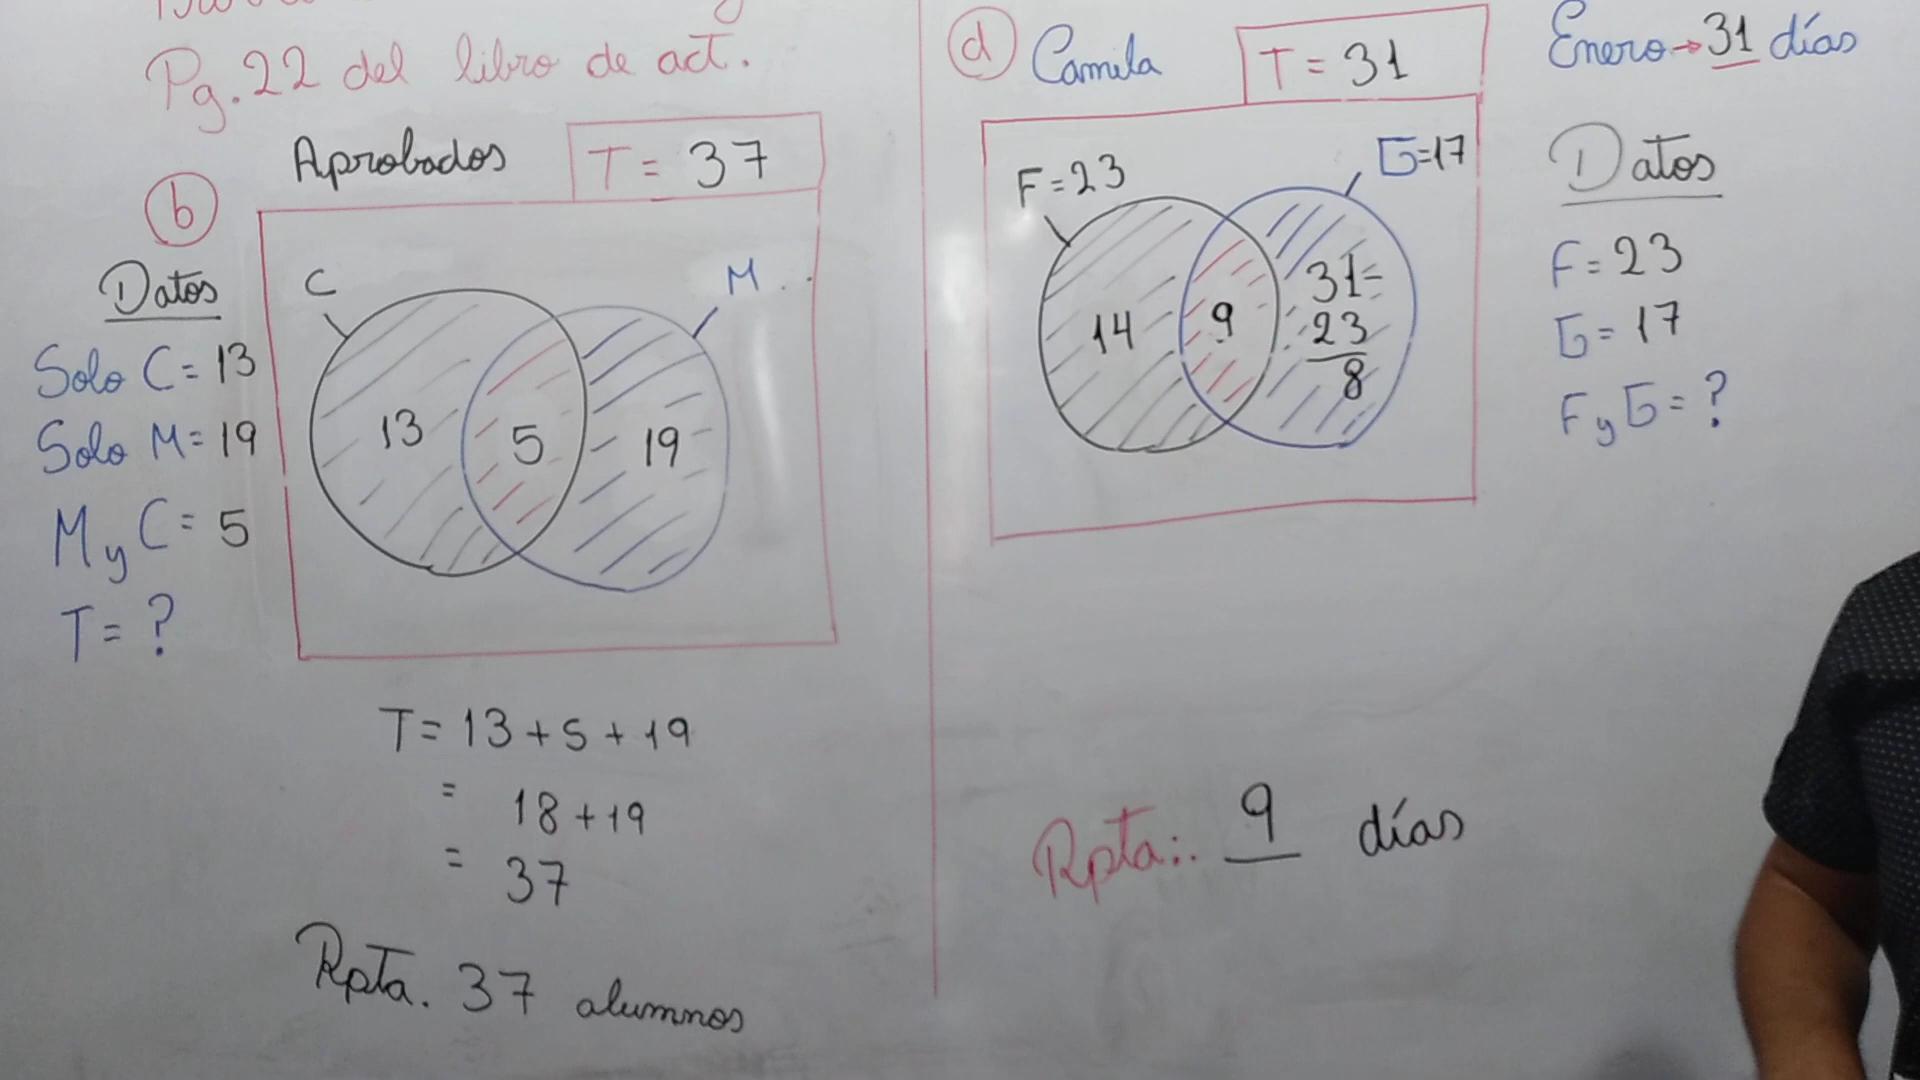 Pg. 22 del libro de act.
b
Aprobados
T = 37
Datos
Solo C = 13
Solo M = 19
M y C = 5
T = ?
C
M
13
5
19
T = 13 + 5 + 19
= 18 + 19
= 37
Rpta. 37 alumnos
d
Camila
T = 31
Enero → 31 días
F = 23
G = 17
14
9
31 -
23
8
Datos
F = 23
G = 17
F y G = ?
Rpta:. 9 días